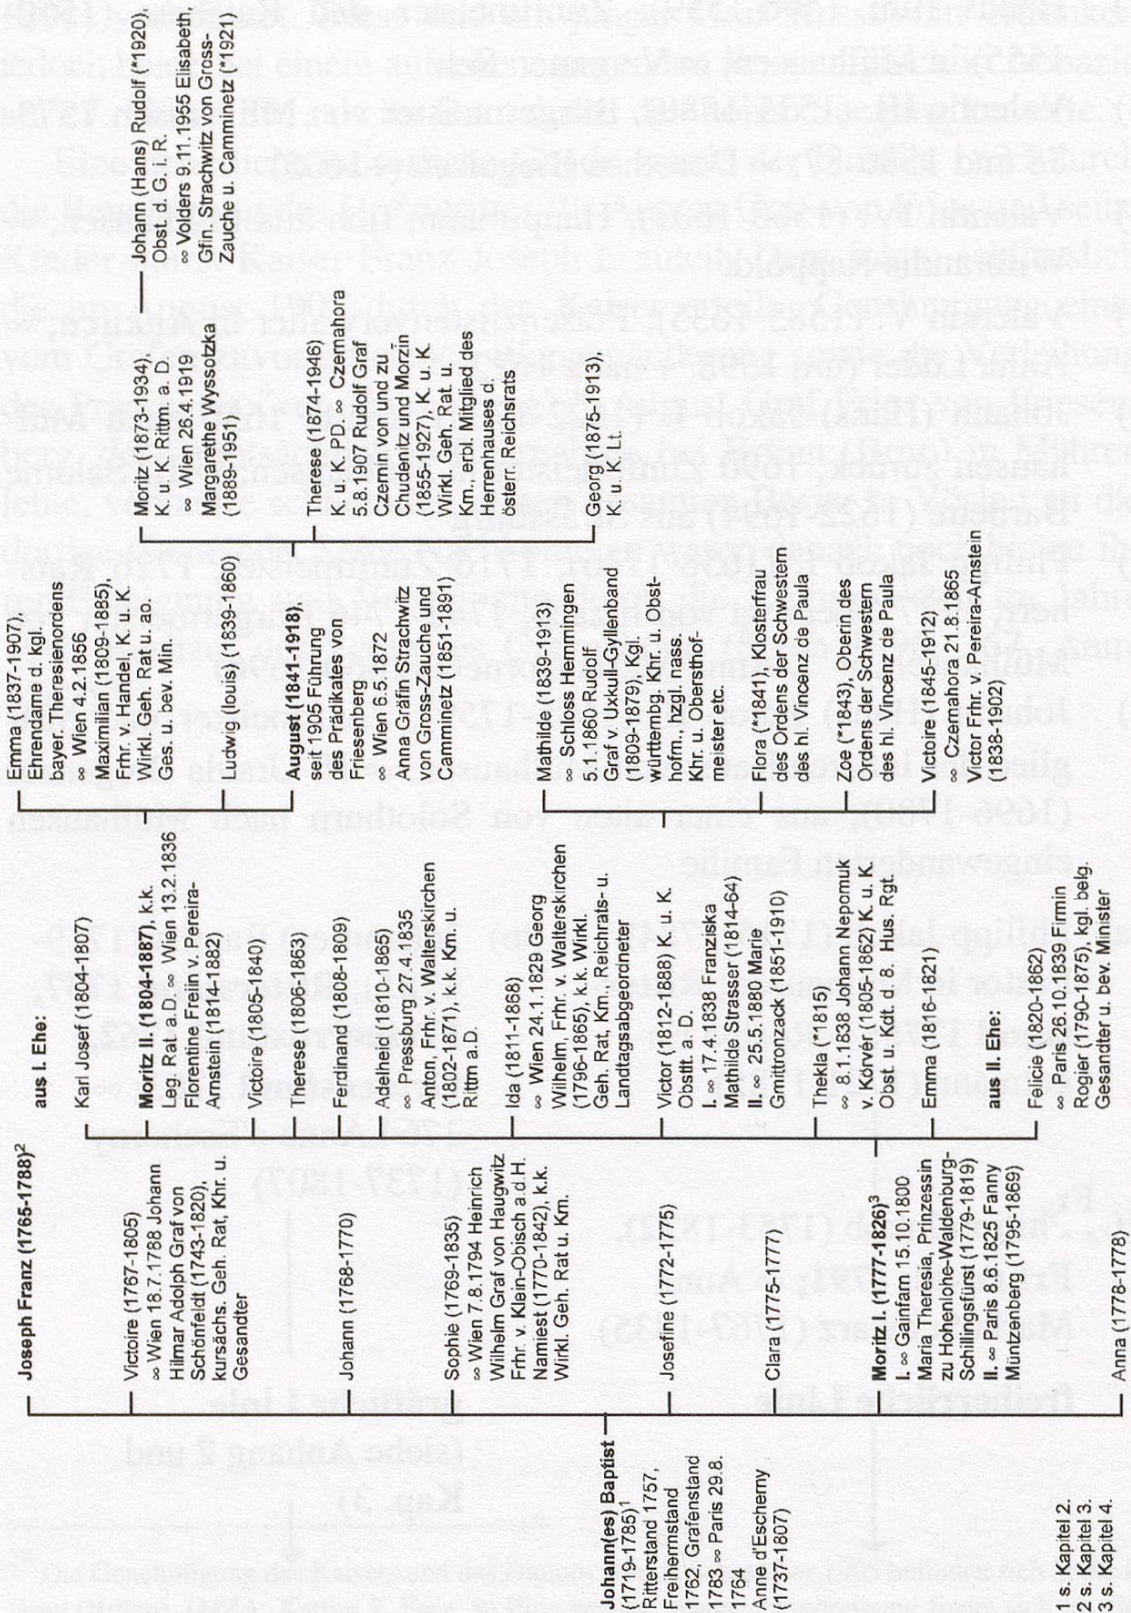 Johann(es) Baptist
(1719-1785)1
Ritterstand 1757,
Freiherrnstand
1762, Grafenstand
1783 ∞ Paris 29.8.
1764
Anne d'Escherny
(1737-1807)
1 s. Kapitel 2.
2 s. Kapitel 3.
3 s. Kapitel 4.
Joseph Franz (1765-1788)2
Victoire (1767-1805)
∞ Wien 18.7.1788 Johann
Hilmar Adolph Graf von
Schönfeldt (1743-1820),
kursächs. Geh. Rat, Khr. u.
Gesandter
Johann (1768-1770)
Sophie (1769-1835)
∞ Wien 7.8.1794 Heinrich
Wilhelm Graf von Haugwitz
Frhr. v. Klein-Obisch a.d.H.
Namiest (1770-1842), k.k.
Wirkl. Geh. Rat u. Km.
Josefine (1772-1775)
Clara (1775-1777)
Moritz I. (1777-1826)3
I. ∞ Gainfarn 15.10.1800
Maria Theresia, Prinzessin
zu Hohenlohe-Waldenburg-
Schillingsfürst (1779-1819)
II. ∞ Paris 8.6.1825 Fanny
Müntzenberg (1795-1869)
Anna (1778-1778)
aus I. Ehe:
Karl Josef (1804-1807)
Moritz II. (1804-1887), k.k.
Leg. Rat a.D. ∞ Wien 13.2.1836
Florentine Freiin v. Pereira-
Arnstein (1814-1882)
Victoire (1805-1840)
Therese (1806-1863)
Ferdinand (1808-1809)
Adelheid (1810-1865)
∞ Pressburg 27.4.1835
Anton, Frhr. v. Walterskirchen
(1802-1871), k.k. Km u.
Rittm a.D.
Ida (1811-1868)
∞ Wien 24.1.1829 Georg
Wilhelm, Frhr. v. Walterskirchen
(1796-1865), k.k. Wirkl.
Geh. Rat, Km. Reichrats- u.
Landtagsabgeordneter
Victor (1812-1888) K. u. K.
Obstlt. a. D.
I. ∞ 17.4.1838 Franziska
Mathilde Strasser (1814-64)
II. ∞ 25.5.1880 Marie
Gmitronzack (1851-1910)
Thekla (*1815)
∞ 8.1.1838 Johann Nepomuk
v. Körver (1805-1862) K. u. K.
Obst. u. Kdt. d. 8. Hus. Rgt.
Emma (1816-1821)
aus II. Ehe:
Felicie (1820-1862)
∞ Paris 26.10.1839 Firmin
Rogier (1790-1875), kgl. belg.
Gesandter u. bev. Minister
Emma (1837-1907),
Ehrendame d. kgl.
bayer. Theresienordens
∞ Wien 4.2.1856
Maximilian (1809-1885),
Frhr. v. Handel. K. K.
Wirkl. Geh. Rat u. ao.
Ges. u. bev. Min.
Ludwig (louis) (1839-1860)
August (1841-1918),
seit 1905 Führung
des Prädikates von
Friesenberg
∞ Wien 6.5.1872
Anna Gräfin Strachwitz
von Gross-Zauche und
Camminetz (1851-1891)
Mathilde (1839-1913)
∞ Schloss Hemmingen
5.1.1860 Rudolf
Graf v. Uxkull-Gyllenband
(1809-1879), Kgl.
württembg. Khr. u. Obst-
hofm., hzgl. nass.
Khr. u. Obersthof-
meister etc.
Flora (*1841), Klosterfrau
des Ordens der Schwestern
des hl. Vincenz de Paula
Zoe (*1843), Oberin des
Ordens der Schwestern
des hl. Vincenz de Paula
Victoire (1845-1912)
∞ Czernahora 21.8.1865
Victor Frhr. v. Pereira-Arnstein
(1838-1902)
Moritz (1873-1934),
K. u. K. Rittm. a. D.
∞ Wien 26.4.1919
Margarethe Wyssotzka
(1889-1951)
Therese (1874-1946)
K. u. K. PD. ∞ Czernahora
5.8.1907 Rudolf Graf
Czernin von und zu
Chudenitz und Morzin
(1855-1927), K. u. K.
Wirkl. Geh. Rat. u.
Km., erbl. Mitglied des
Herrenhauses d.
österr. Reichsrats
Georg (1875-1913),
K. u. K. Lt.
Johann (Hans) Rudolf (*1920)
Obst. d. G. i. R.
∞ Volders 9.11.1955 Elisabeth,
Gfin. Strachwitz von Gross-
Zauche u. Camminetz (*1921)